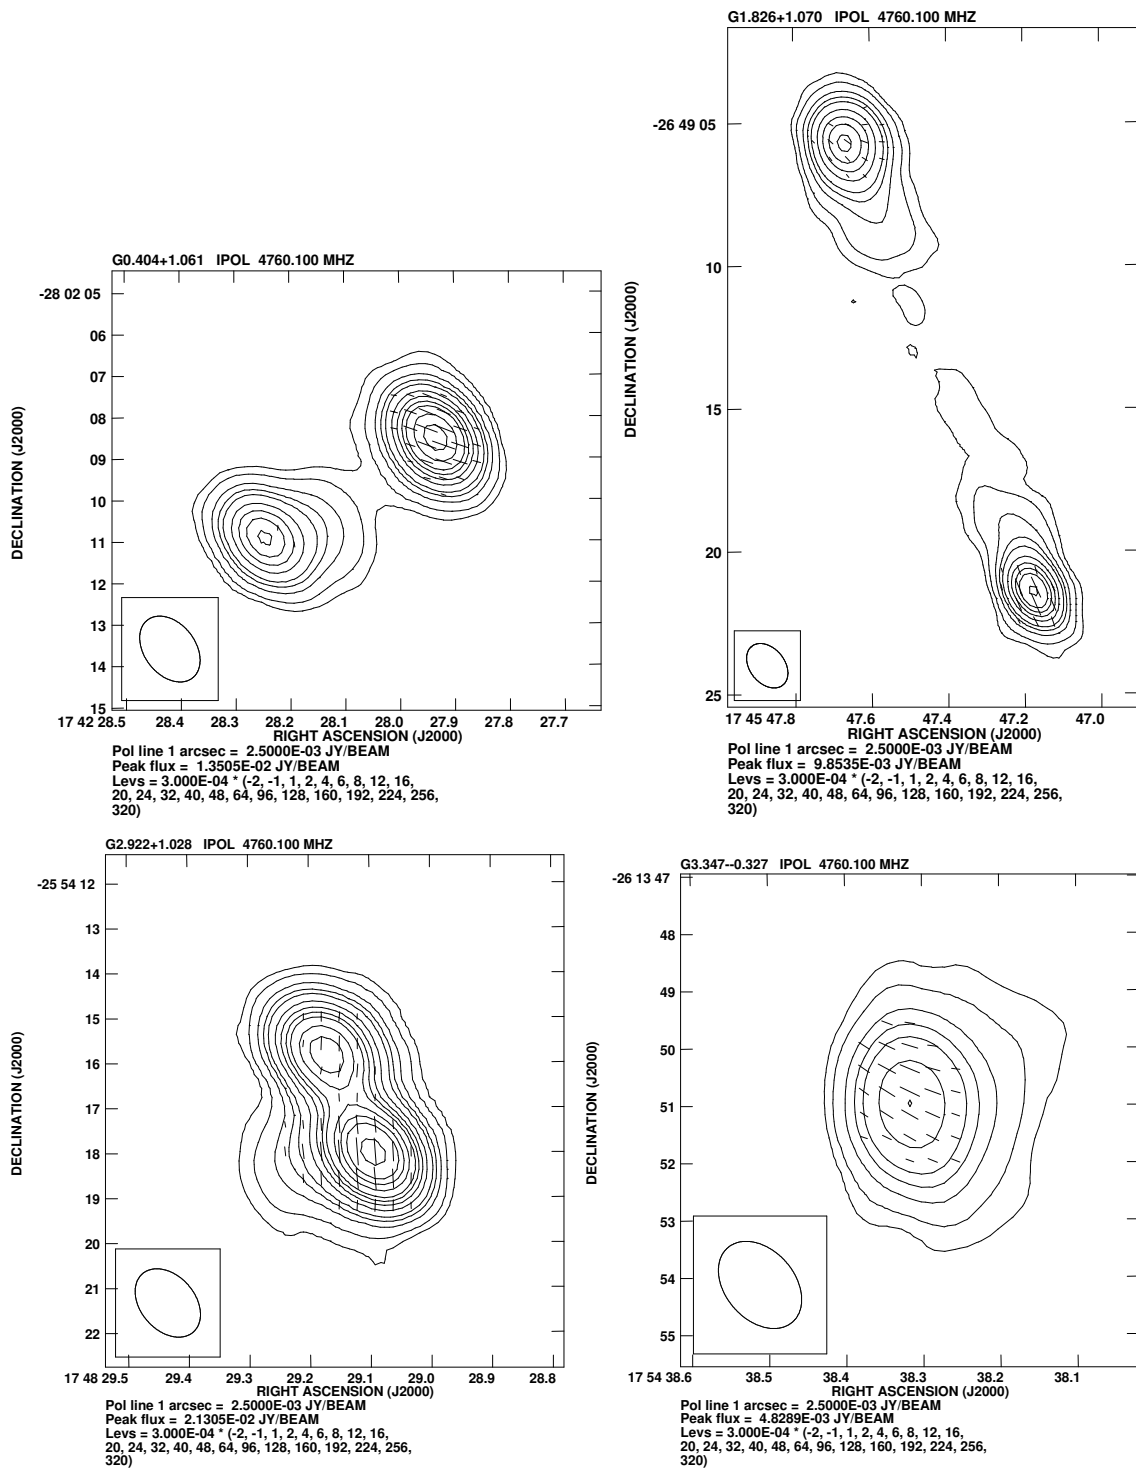 G0.404+1.061 IPOL 4760.100 MHZ
DECLINATION (J2000)
-28 02 05
06
07
08
09
10
11
12
13
14
15
17 42 28.5 28.4 28.3 28.2 28.1 28.0 27.9 27.8 27.7
RIGHT ASCENSION (J2000)
Pol line 1 arcsec = 2.5000E-03 JY/BEAM
Peak flux = 1.3505E-02 JY/BEAM
Levs = 3.000E-04 * (-2, -1, 1, 2, 4, 6, 8, 12, 16,
20, 24, 32, 40, 48, 64, 96, 128, 160, 192, 224, 256,
320)
G1.826+1.070 IPOL 4760.100 MHZ
DECLINATION (J2000)
-26 49 05
10
15
20
25
17 45 47.8 47.6 47.4 47.2 47.0
RIGHT ASCENSION (J2000)
Pol line 1 arcsec = 2.5000E-03 JY/BEAM
Peak flux = 9.8535E-03 JY/BEAM
Levs = 3.000E-04 * (-2, -1, 1, 2, 4, 6, 8, 12, 16,
20, 24, 32, 40, 48, 64, 96, 128, 160, 192, 224, 256,
320)
G2.922+1.028 IPOL 4760.100 MHZ
DECLINATION (J2000)
-25 54 12
13
14
15
16
17
18
19
20
21
22
17 48 29.5 29.4 29.3 29.2 29.1 29.0 28.9 28.8
RIGHT ASCENSION (J2000)
Pol line 1 arcsec = 2.5000E-03 JY/BEAM
Peak flux = 2.1305E-02 JY/BEAM
Levs = 3.000E-04 * (-2, -1, 1, 2, 4, 6, 8, 12, 16,
20, 24, 32, 40, 48, 64, 96, 128, 160, 192, 224, 256,
320)
G3.347--0.327 IPOL 4760.100 MHZ
DECLINATION (J2000)
-26 13 47
48
49
50
51
52
53
54
55
17 54 38.6 38.5 38.4 38.3 38.2 38.1
RIGHT ASCENSION (J2000)
Pol line 1 arcsec = 2.5000E-03 JY/BEAM
Peak flux = 4.8289E-03 JY/BEAM
Levs = 3.000E-04 * (-2, -1, 1, 2, 4, 6, 8, 12, 16,
20, 24, 32, 40, 48, 64, 96, 128, 160, 192, 224, 256,
320)